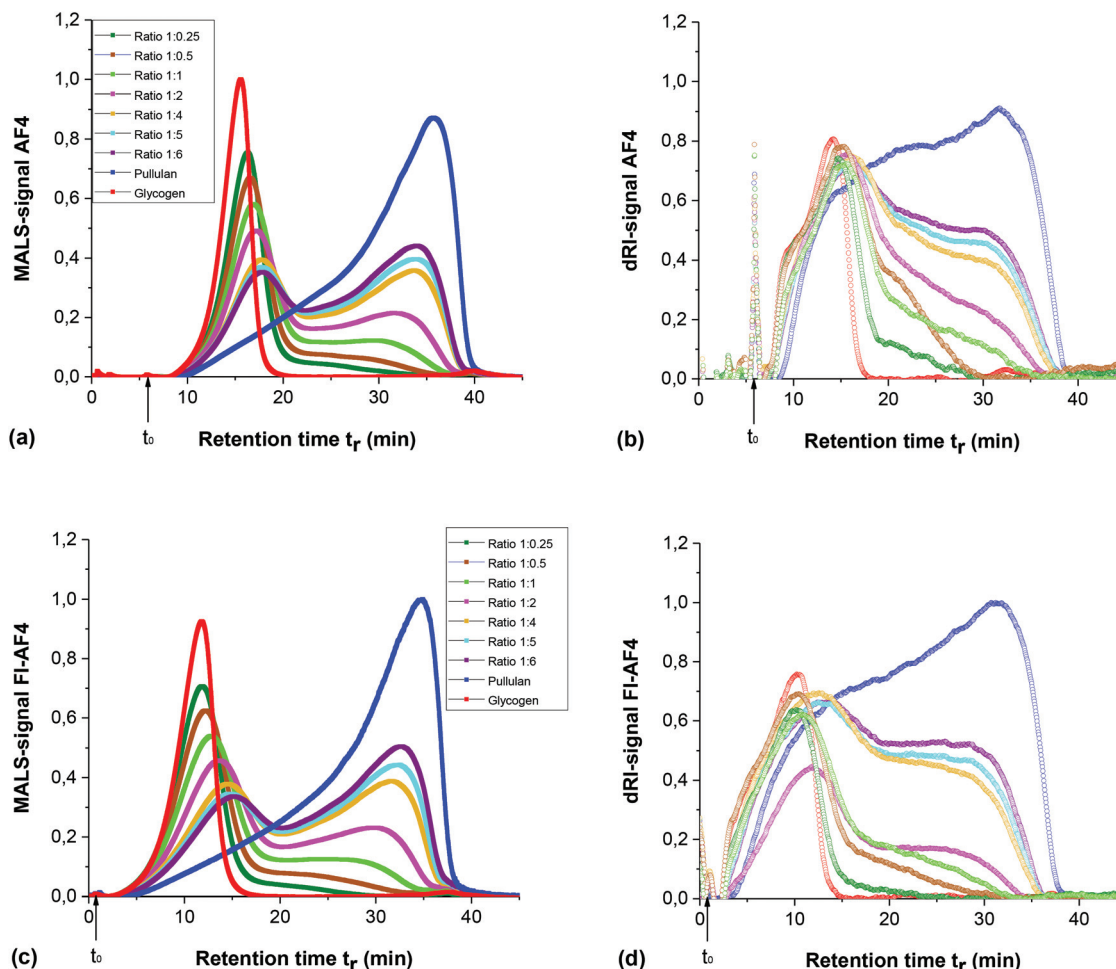 1,2
1,0
0,8
0,6
0,4
0,2
0,0
MALS-signal AF4
Ratio 1:0.25
Ratio 1:0.5
Ratio 1:1
Ratio 1:2
Ratio 1:4
Ratio 1:5
Ratio 1:6
Pullulan
Glycogen
0 10 20 30 40
t₀
Retention time tᵣ (min)
(a)
1,2
1,0
0,8
0,6
0,4
0,2
0,0
dRI-signal AF4
0 10 20 30 40
t₀
Retention time tᵣ (min)
(b)
1,2
1,0
0,8
0,6
0,4
0,2
0,0
MALS-signal FI-AF4
Ratio 1:0.25
Ratio 1:0.5
Ratio 1:1
Ratio 1:2
Ratio 1:4
Ratio 1:5
Ratio 1:6
Pullulan
Glycogen
0 10 20 30 40
t₀
Retention time tᵣ (min)
(c)
1,2
1,0
0,8
0,6
0,4
0,2
0,0
dRI-signal FI-AF4
0 10 20 30 40
t₀
Retention time tᵣ (min)
(d)